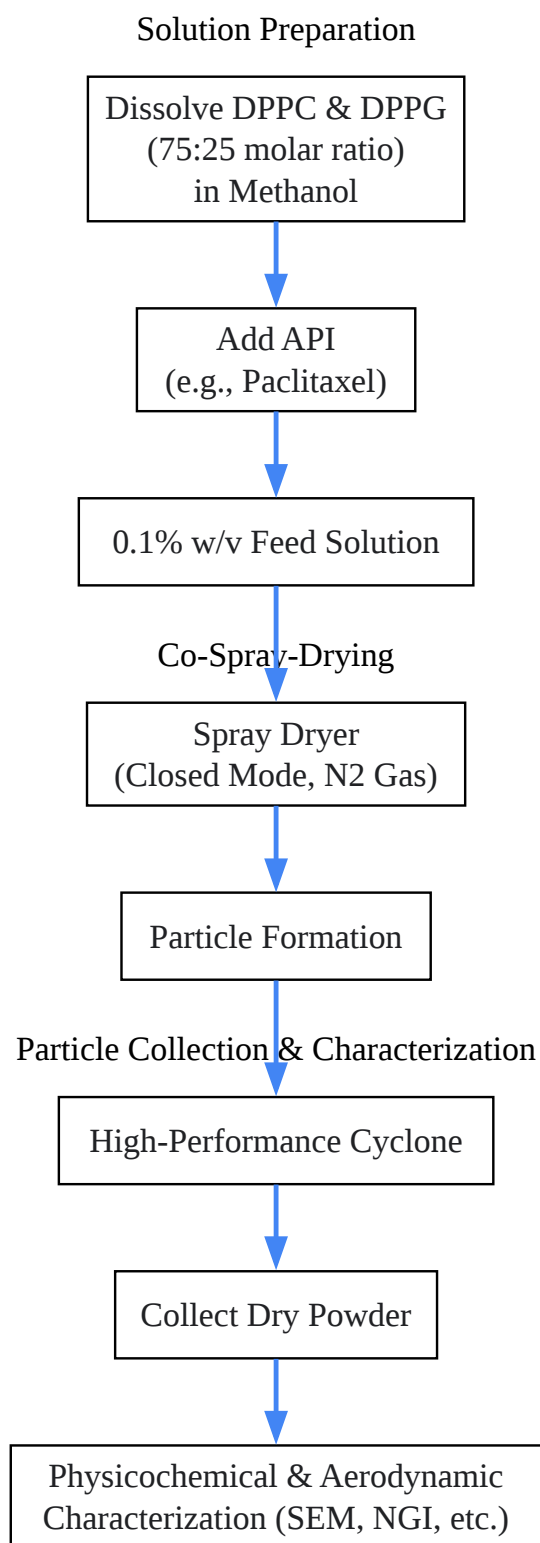 Solution Preparation
Dissolve DPPC & DPPG
(75:25 molar ratio)
in Methanol
Add API
(e.g., Paclitaxel)
0.1% w/v Feed Solution
Co-Spray-Drying
Spray Dryer
(Closed Mode, N2 Gas)
Particle Formation
Particle Collection & Characterization
High-Performance Cyclone
Collect Dry Powder
Physicochemical & Aerodynamic
Characterization (SEM, NGI, etc.)